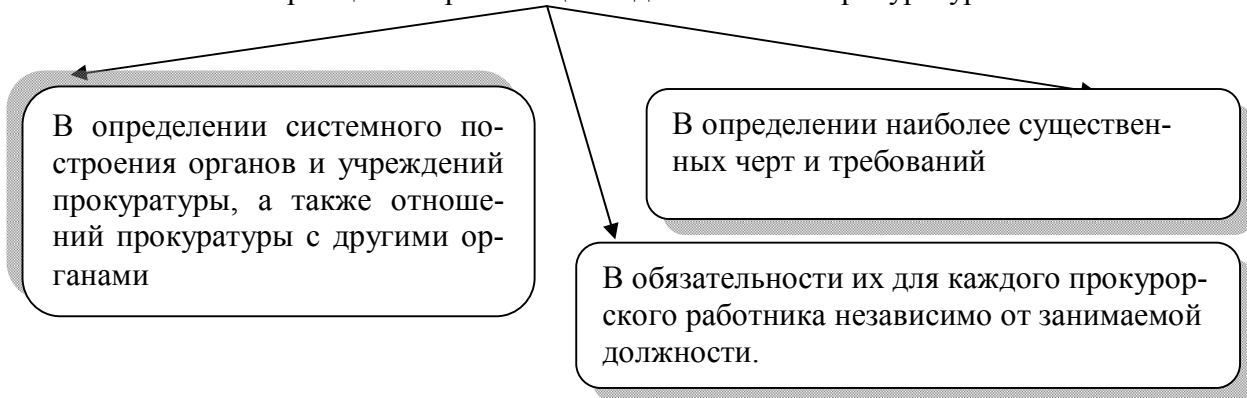 В определении системного по-
строения органов и учреждений
прокуратуры, а также отноше-
ний прокуратуры с другими ор-
ганами
В определении наиболее существен-
ных черт и требований
В обязательности их для каждого прокурор-
ского работника независимо от занимаемой
должности.